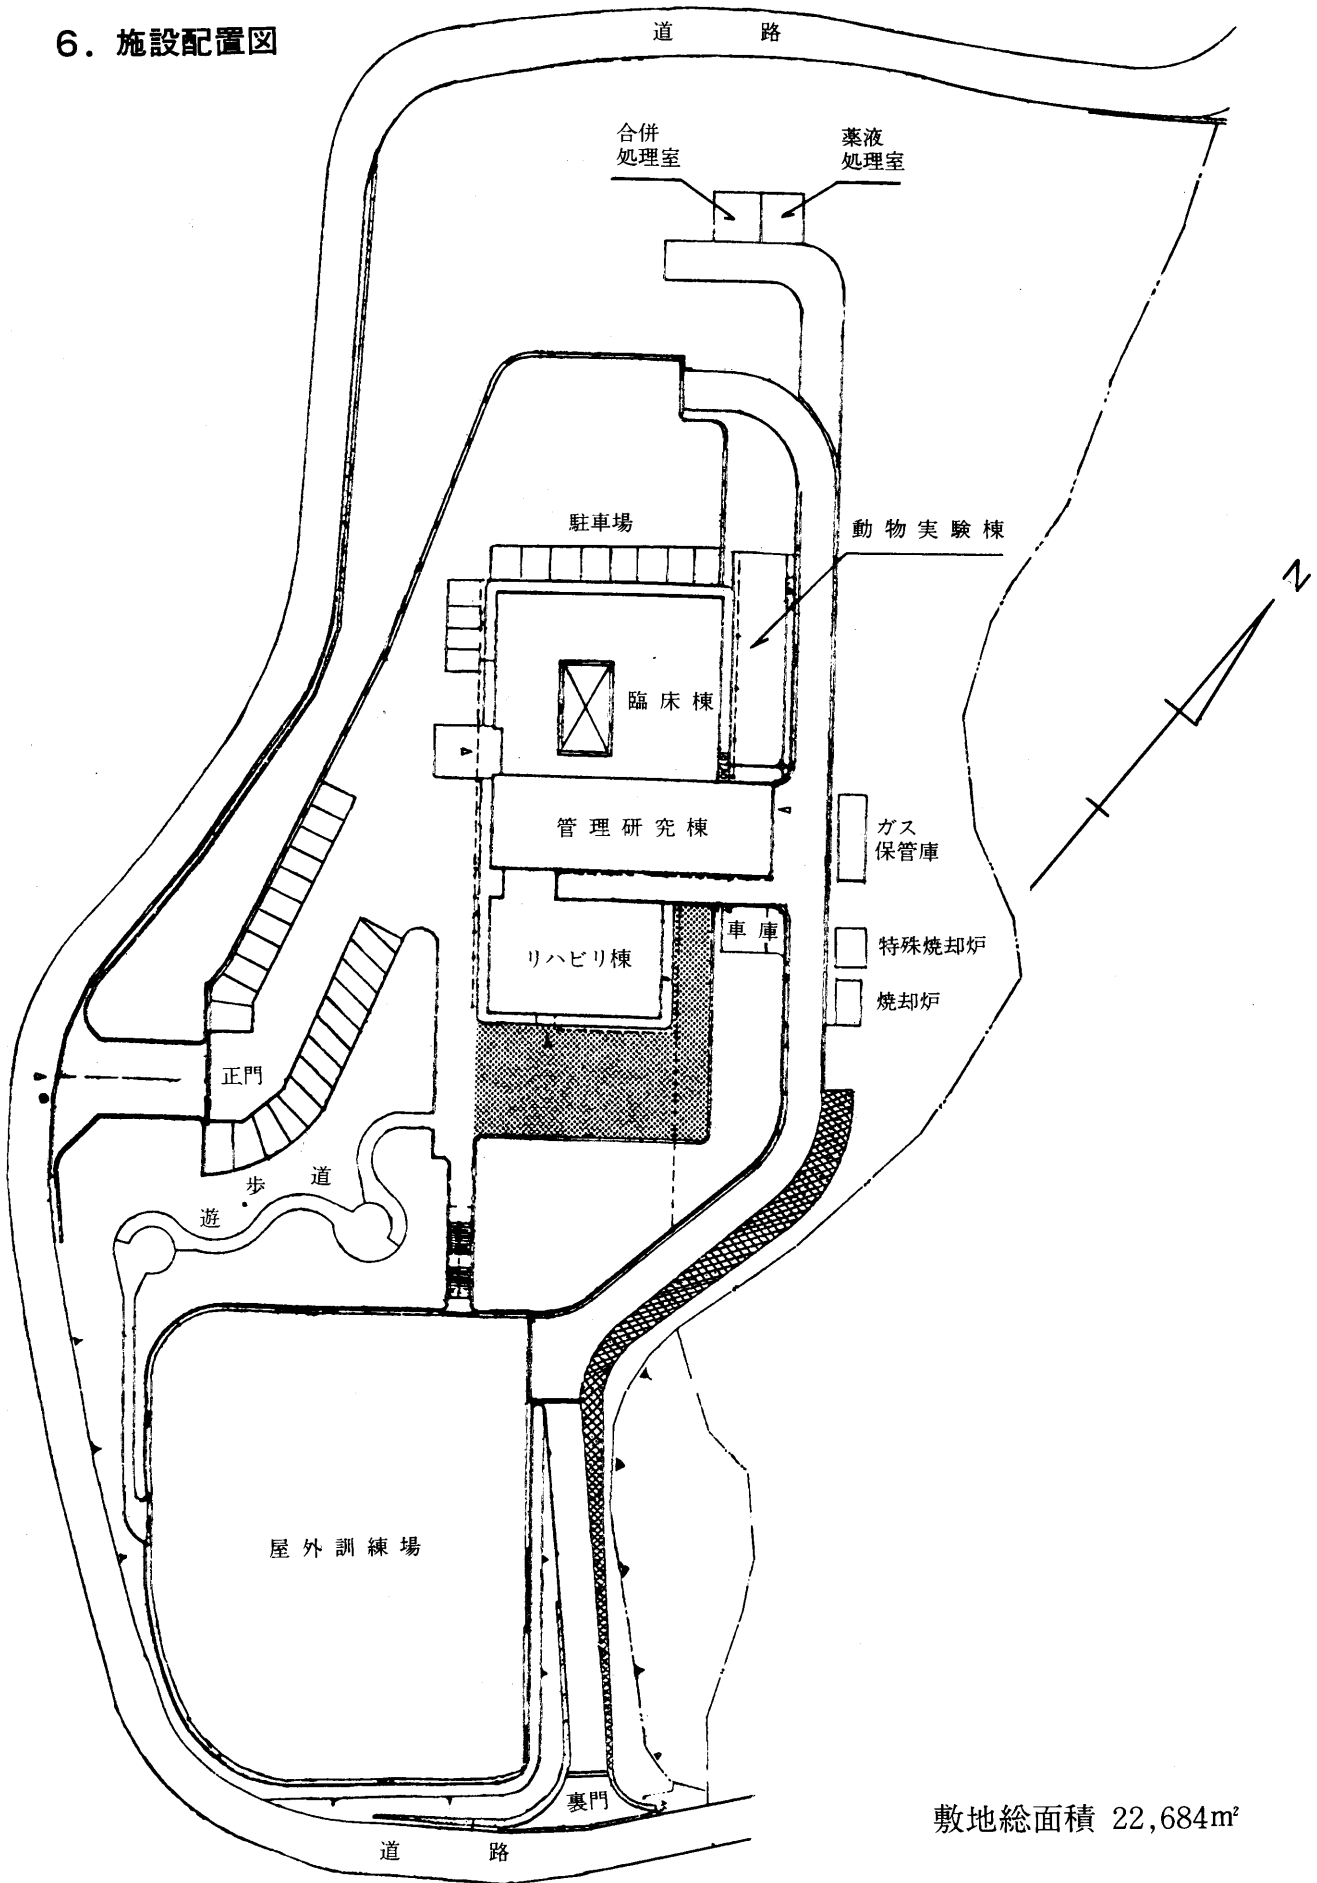 6. 施設配置図
道路
合併
処理室
薬液
処理室
駐車場
動物実験棟
N
臨床棟
管理研究棟
ガス
保管庫
車庫
リハビリ棟
特殊焼却炉
焼却炉
正門
遊歩道
屋外訓練場
裏門
道路
敷地総面積 22,684m²